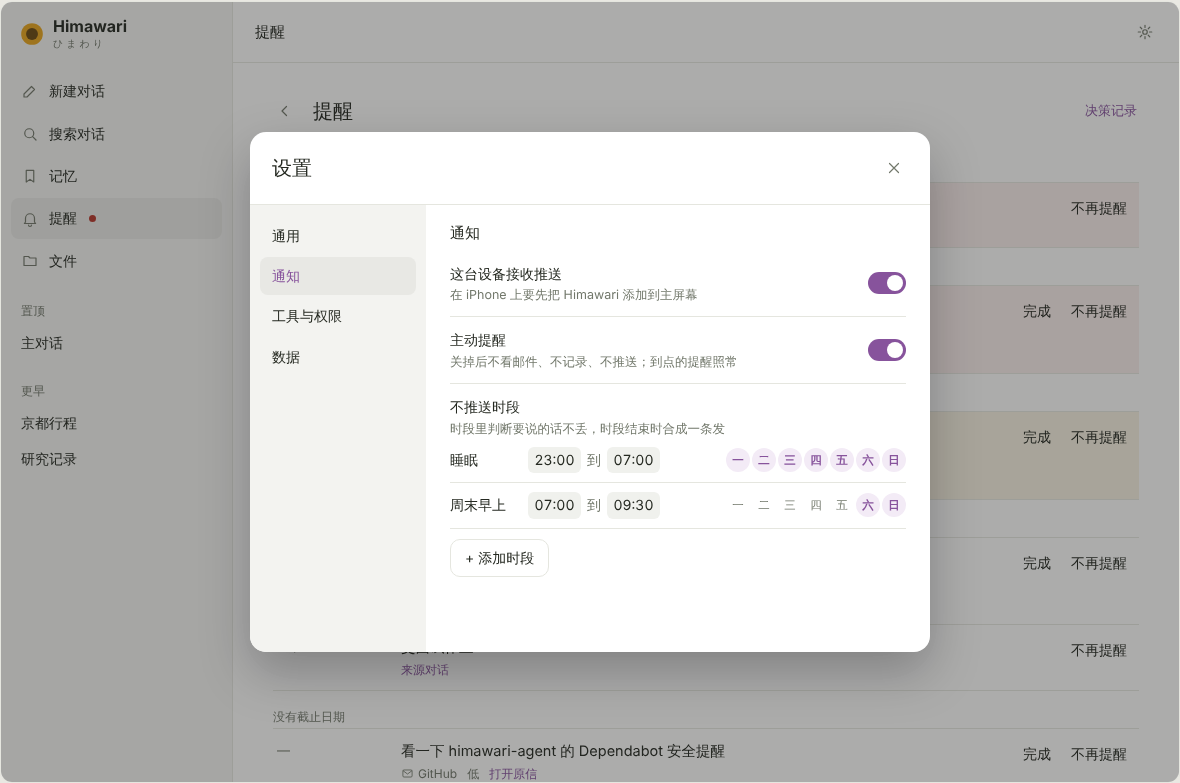 Himawari
ひまわり
提醒
新建对话
搜索对话
记忆
提醒
文件
置顶
主对话
更早
京都行程
研究记录
提醒
决策记录
不再提醒
完成 不再提醒
完成 不再提醒
完成 不再提醒
不再提醒
设置
通用
通知
工具与权限
数据
通知
这台设备接收推送
在 iPhone 上要先把 Himawari 添加到主屏幕
主动提醒
关掉后不看邮件、不记录、不推送；到点的提醒照常
不推送时段
时段里判断要说的话不丢，时段结束时合成一条发
睡眠 23:00 到 07:00 一 二 三 四 五 六 日
周末早上 07:00 到 09:30 一 二 三 四 五 六 日
+ 添加时段
来源对话
没有截止日期
— 看一下 himawari-agent 的 Dependabot 安全提醒 完成 不再提醒
GitHub 低 打开原信